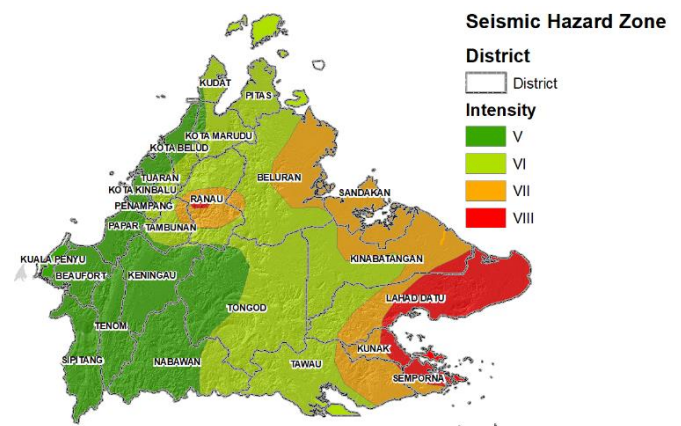 Seismic Hazard Zone
District
District
Intensity
V
VI
VII
VIII
KUDAT
PITAS
KOTA MARUDU
KOTA BELUD
TUARAN
BELURAN
KOTA KINBALU
RANAU
SANDAKAN
PENAMPANG
PAPAR
TAMBUNAN
KUALA PENYU
KINABATANGAN
BEAUFORT
KENINGAU
LAHAD DATU
TONGOD
TENOM
KUNAK
SIPITANG
NABAWAN
TAWAU
SEMPORNA